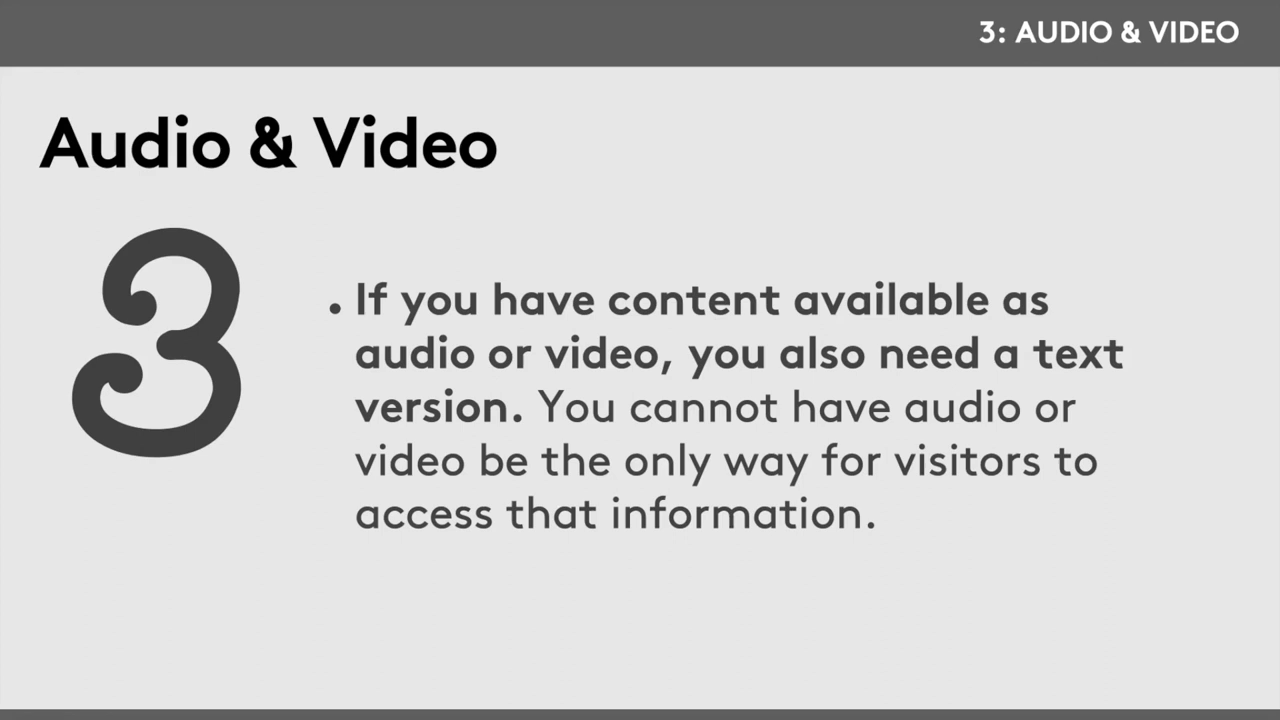 3: AUDIO & VIDEO
Audio & Video
3
• If you have content available as
audio or video, you also need a text
version. You cannot have audio or
video be the only way for visitors to
access that information.